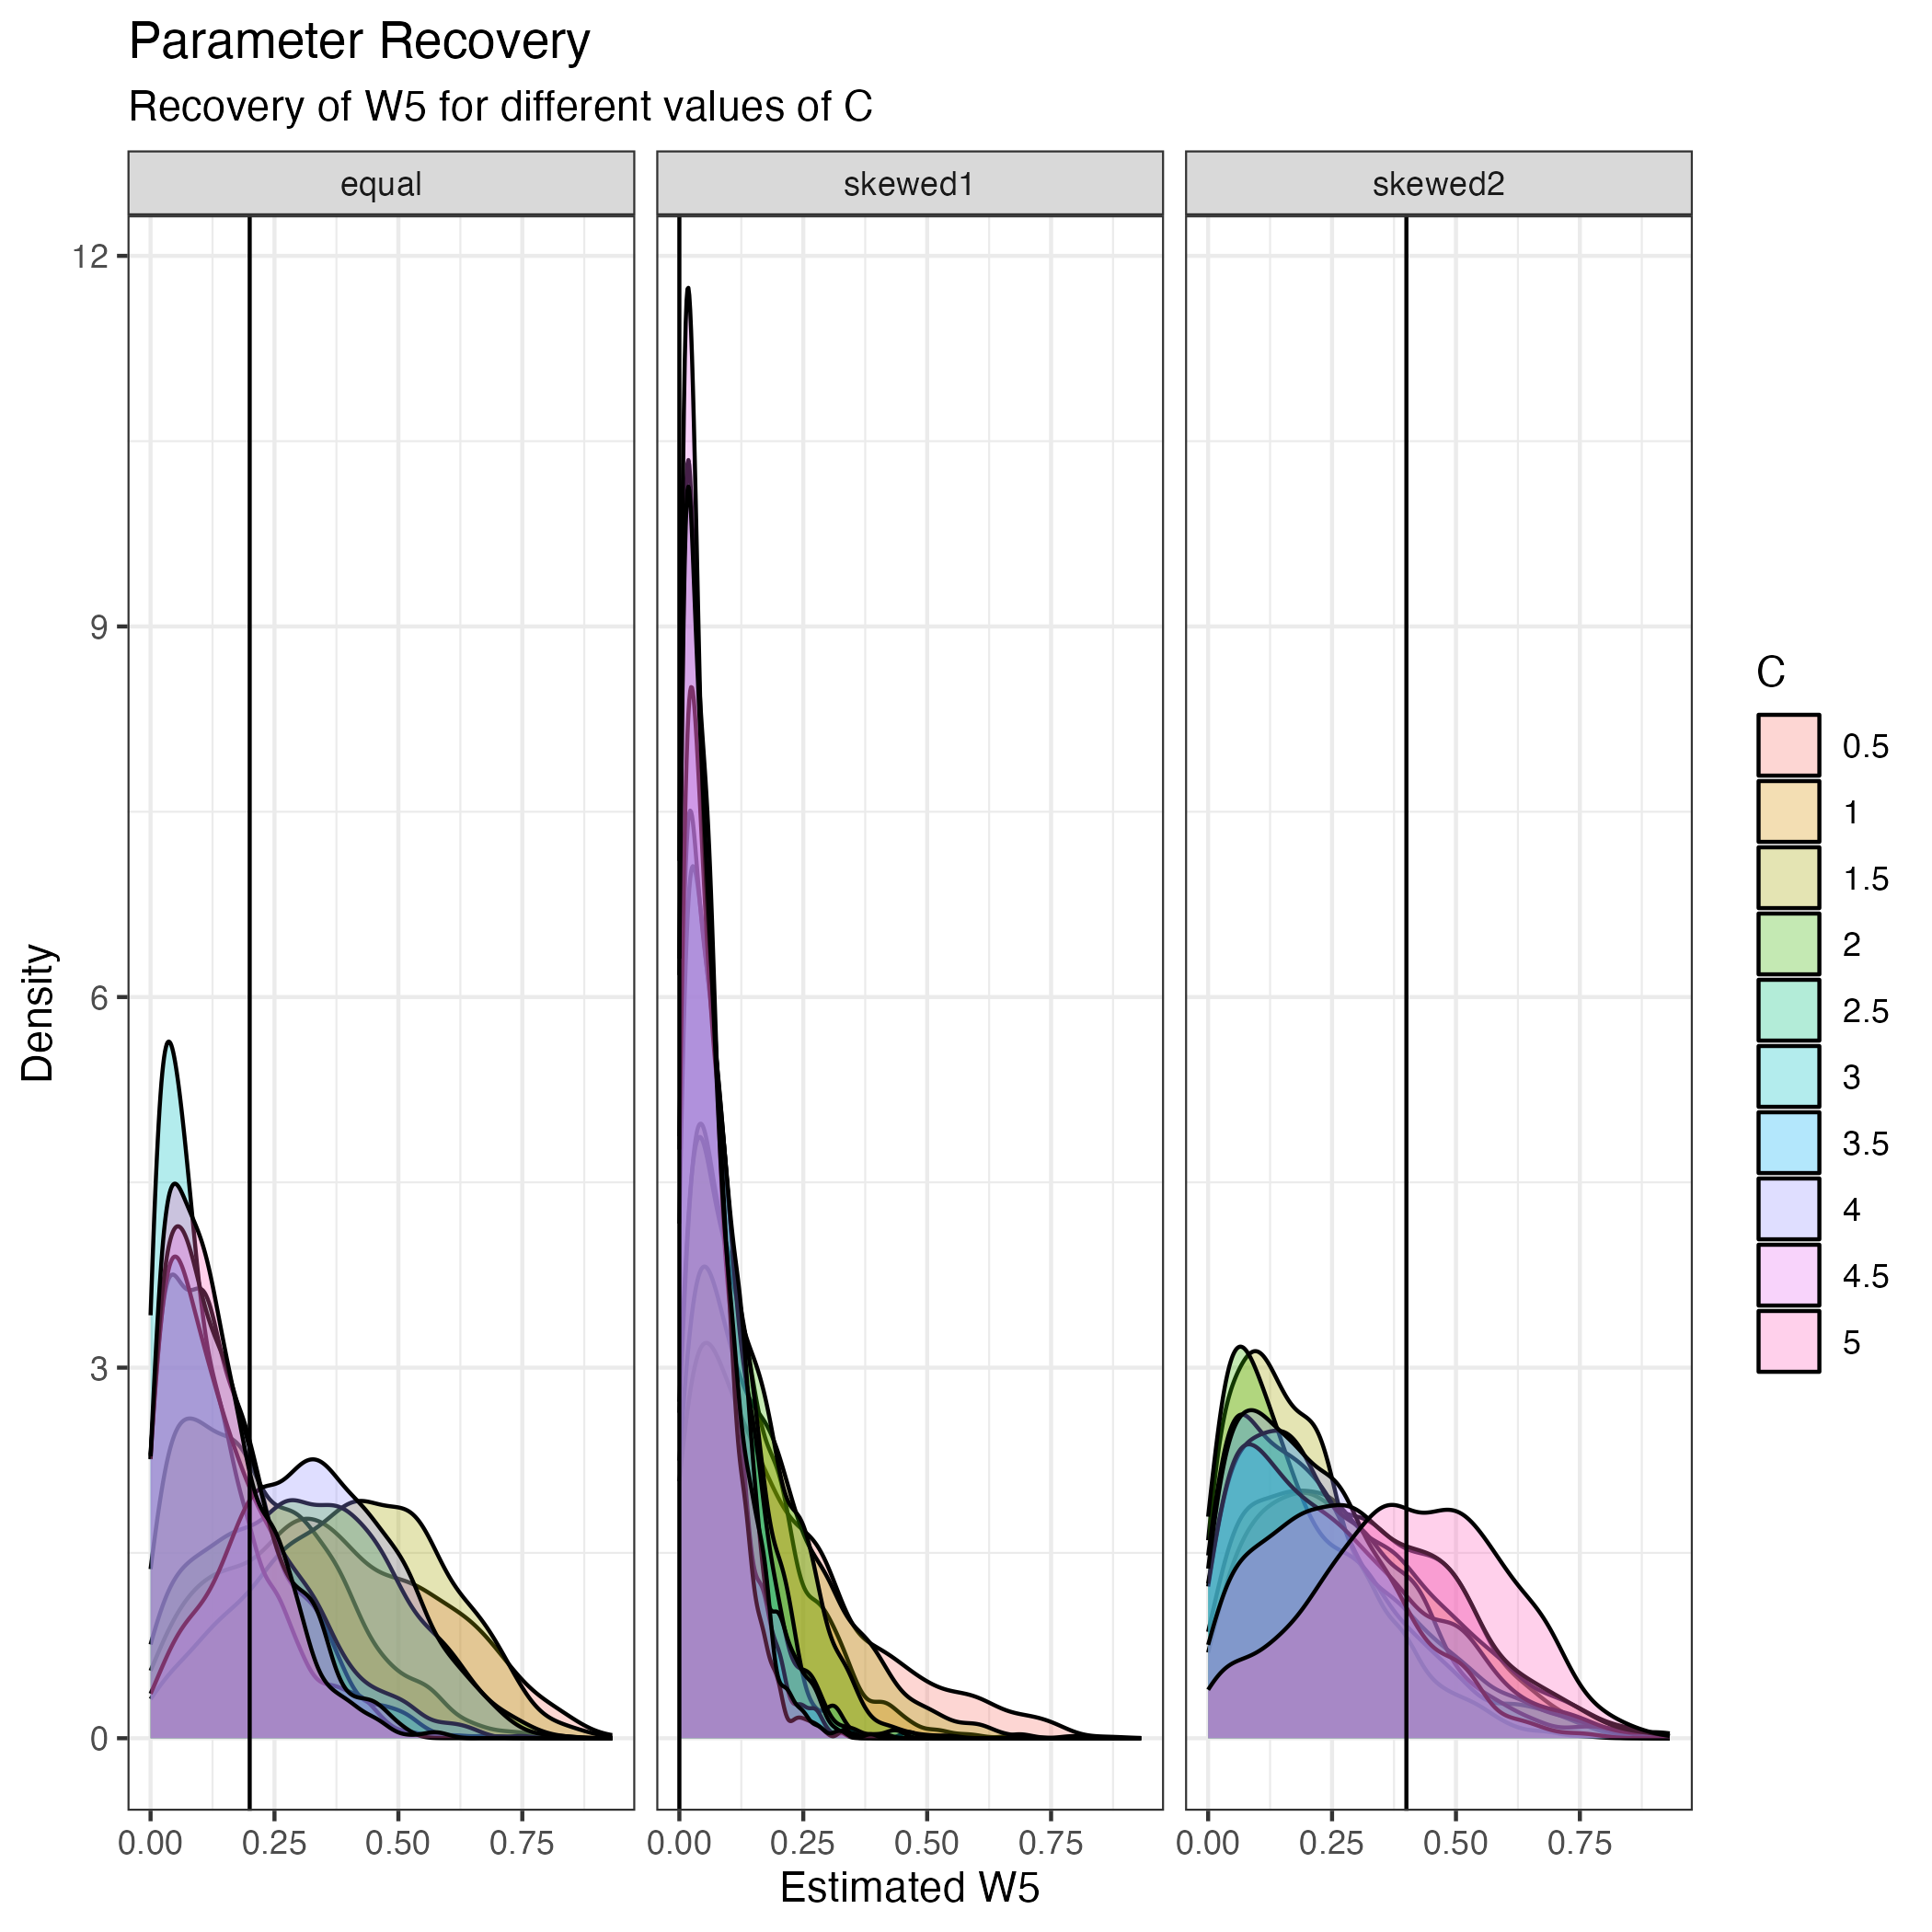 Parameter Recovery
Recovery of W5 for different values of C
equal
skewed1
skewed2
12
9
6
3
0
Density
0.00 0.25 0.50 0.75
0.00 0.25 0.50 0.75
0.00 0.25 0.50 0.75
Estimated W5
C
0.5
1
1.5
2
2.5
3
3.5
4
4.5
5